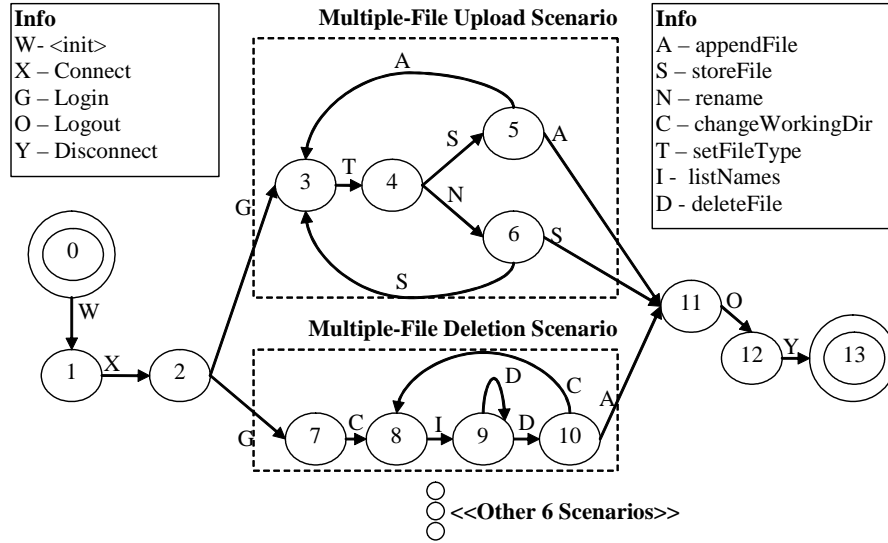 Info
W- <init>
X – Connect
G – Login
O – Logout
Y – Disconnect
Multiple-File Upload Scenario
Info
A – appendFile
S – storeFile
N – rename
C – changeWorkingDir
T – setFileType
I - listNames
D - deleteFile
A
5
S
A
3
T
4
G
N
6
S
0
S
W
11
O
Multiple-File Deletion Scenario
1
X
2
12
Y
13
D
C
A
G
7
C
8
I
9
D
10
<<Other 6 Scenarios>>